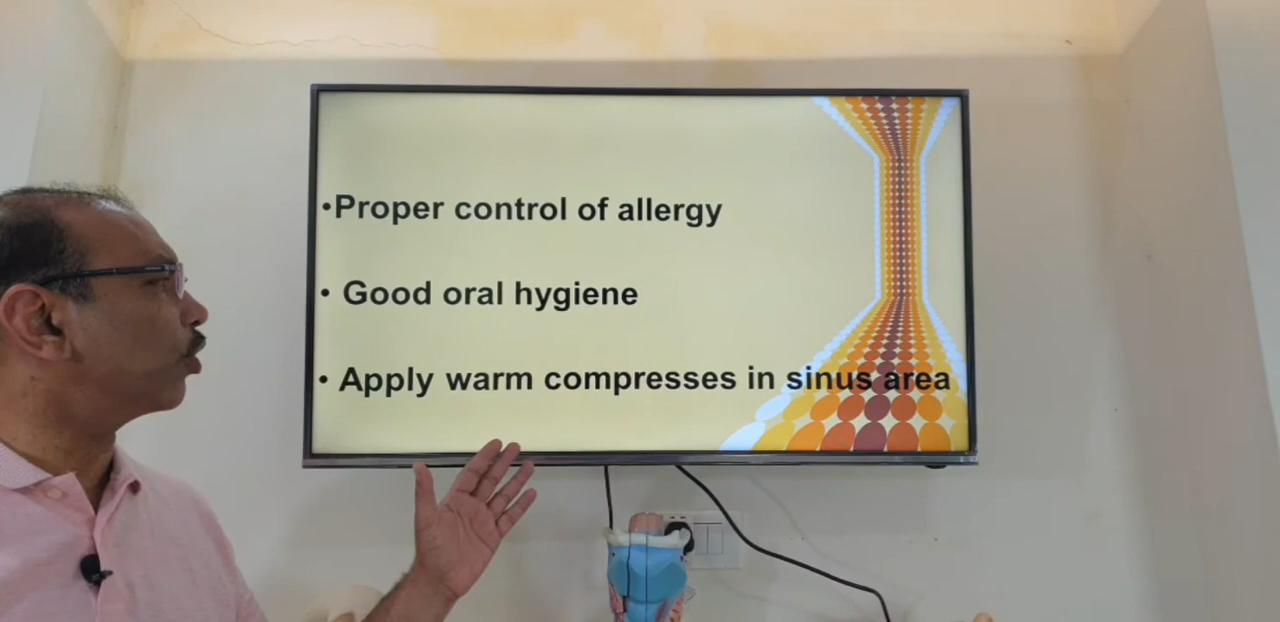 •Proper control of allergy
• Good oral hygiene
• Apply warm compresses in sinus area